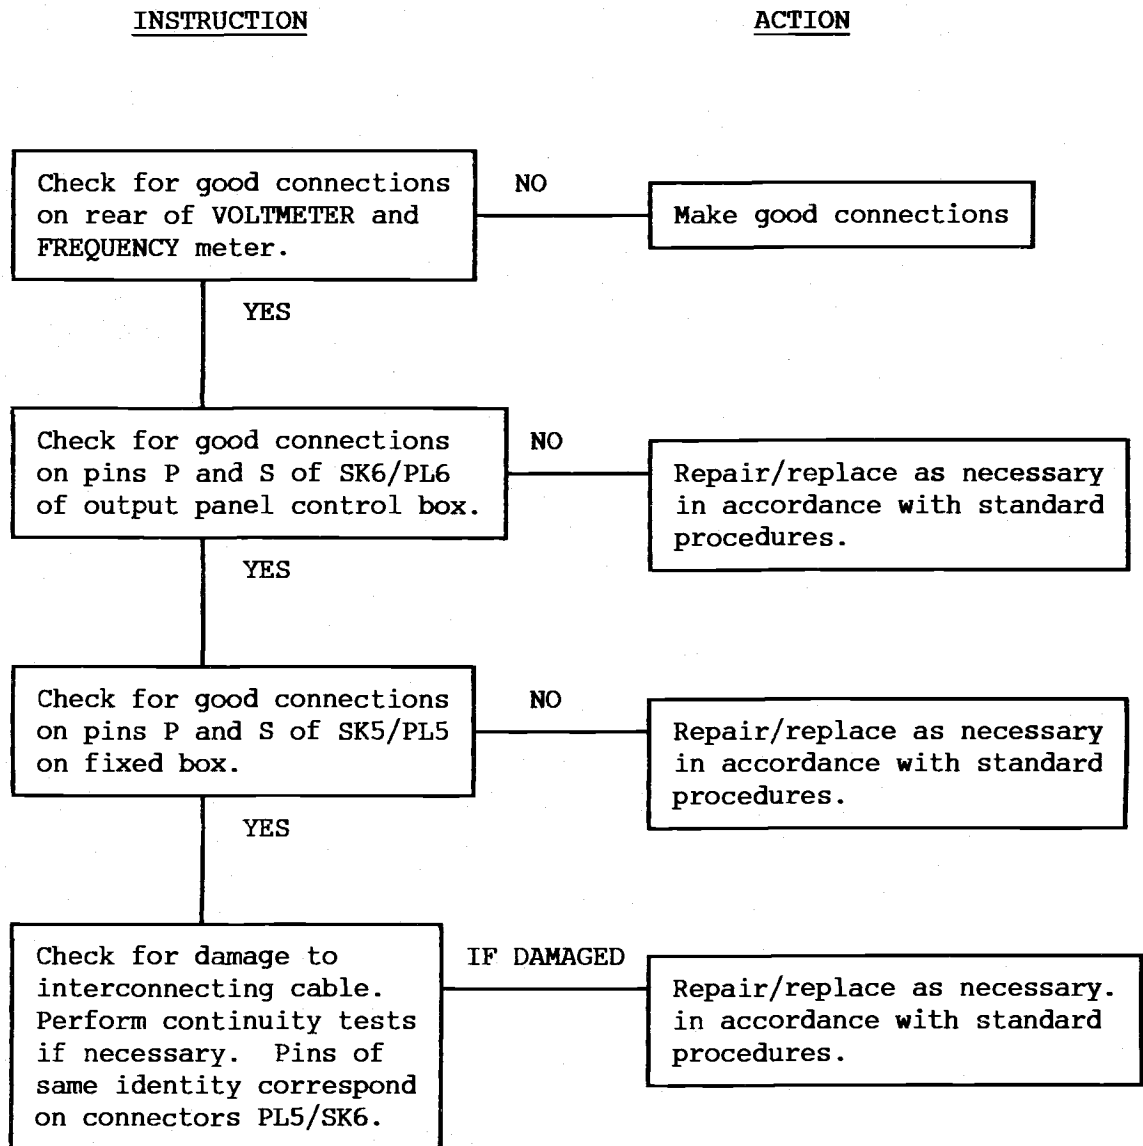 INSTRUCTION
ACTION
Check for good connections
on rear of VOLTMETER and
FREQUENCY meter.
NO
Make good connections
YES
Check for good connections
on pins P and S of SK6/PL6
of output panel control box.
NO
Repair/replace as necessary
in accordance with standard
procedures.
YES
Check for good connections
on pins P and S of SK5/PL5
on fixed box.
NO
Repair/replace as necessary
in accordance with standard
procedures.
YES
Check for damage to
interconnecting cable.
Perform continuity tests
if necessary. Pins of
same identity correspond
on connectors PL5/SK6.
IF DAMAGED
Repair/replace as necessary.
in accordance with standard
procedures.